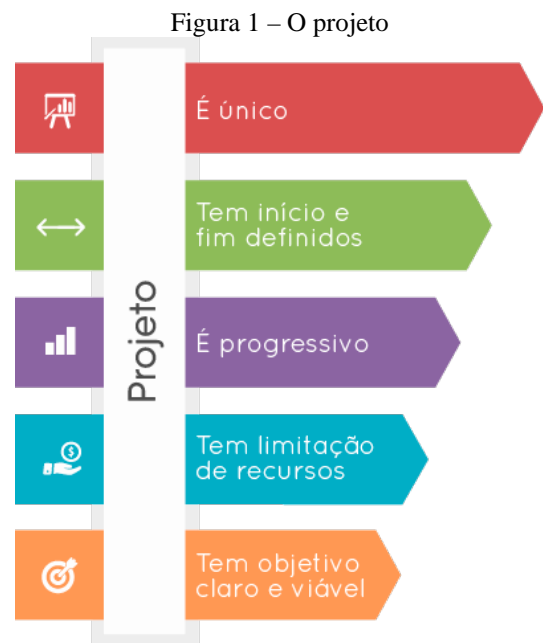 Figura 1 – O projeto
Projeto
É único
Tem início e
fim definidos
É progressivo
Tem limitação
de recursos
Tem objetivo
claro e viável